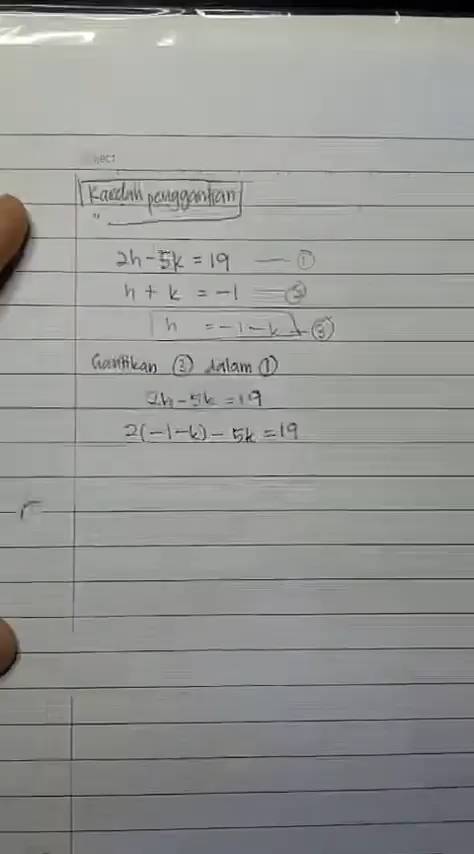 Kaedah penggantian
2h - 5k = 19 — ①
h + k = -1 — ②
h = -1 - k — ③
Gantikan ③ dalam ①
2h - 5k = 19
2(-1-k) - 5k = 19